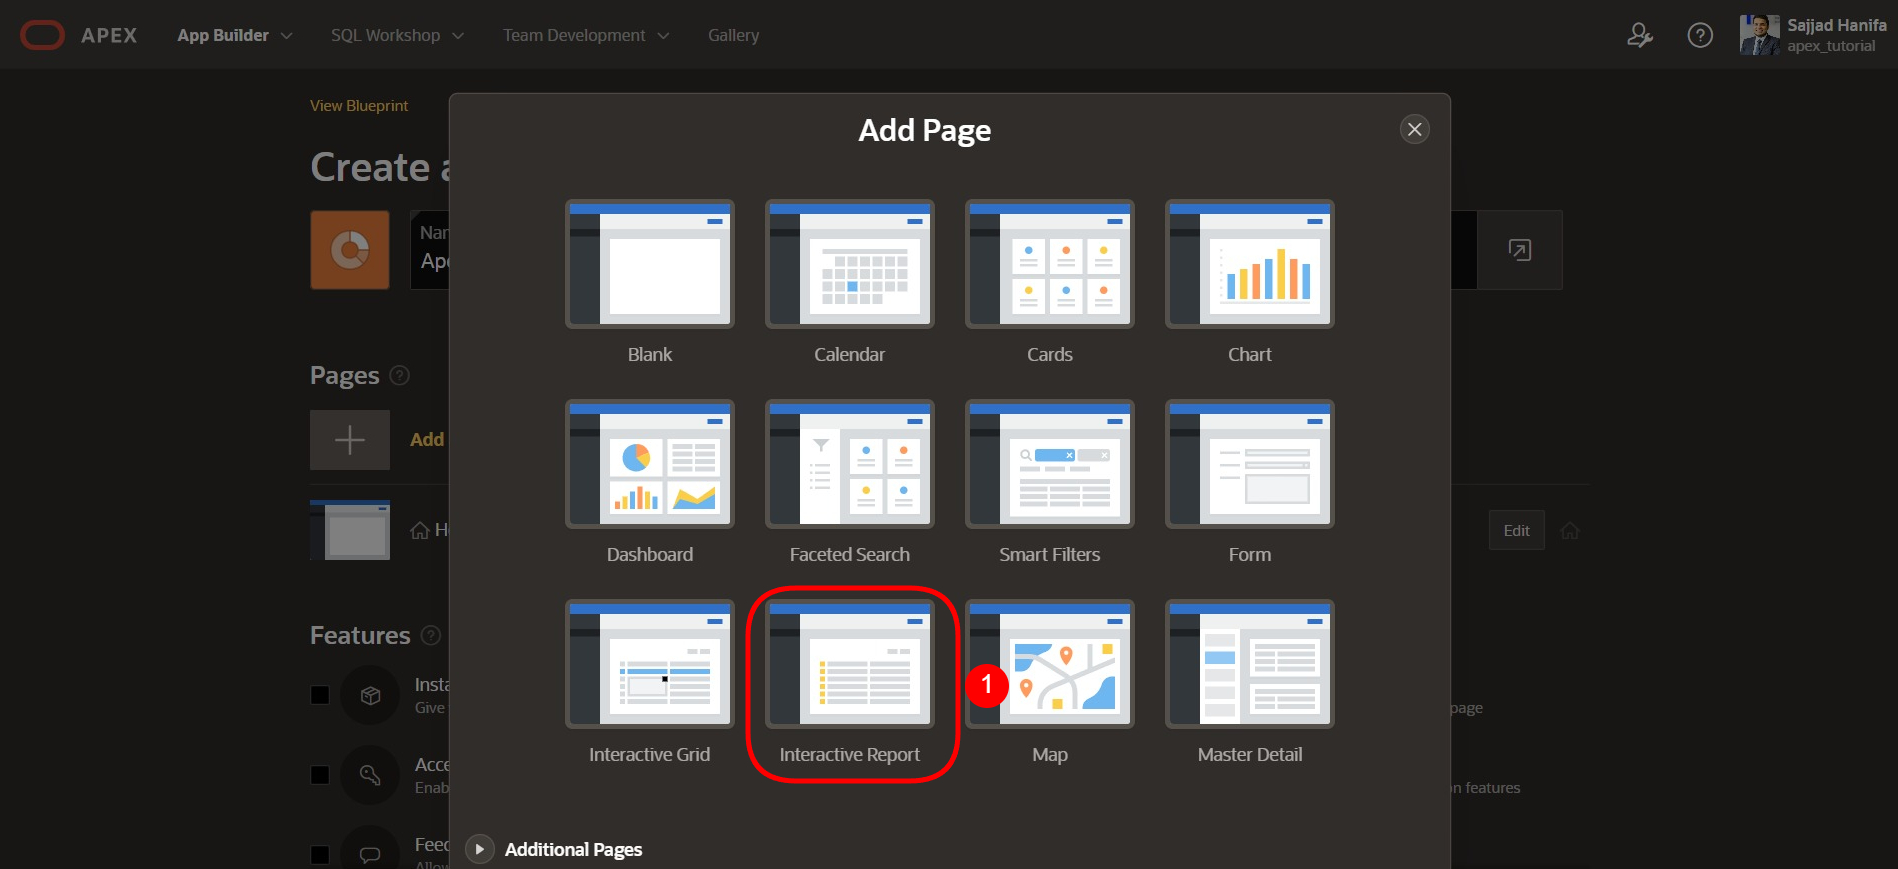 APEX
App Builder
SQL Workshop
Team Development
Gallery
Sajjad Hanifa
apex_tutorial
View Blueprint
Add Page
Create
Nam
Ape
Blank
Calendar
Cards
Chart
Pages
Add
Edit
Dashboard
Faceted Search
Smart Filters
Form
Features
1
Insta
Give
page
Interactive Grid
Interactive Report
Map
Master Detail
Acce
Enab
n features
Feed
Allow
Additional Pages